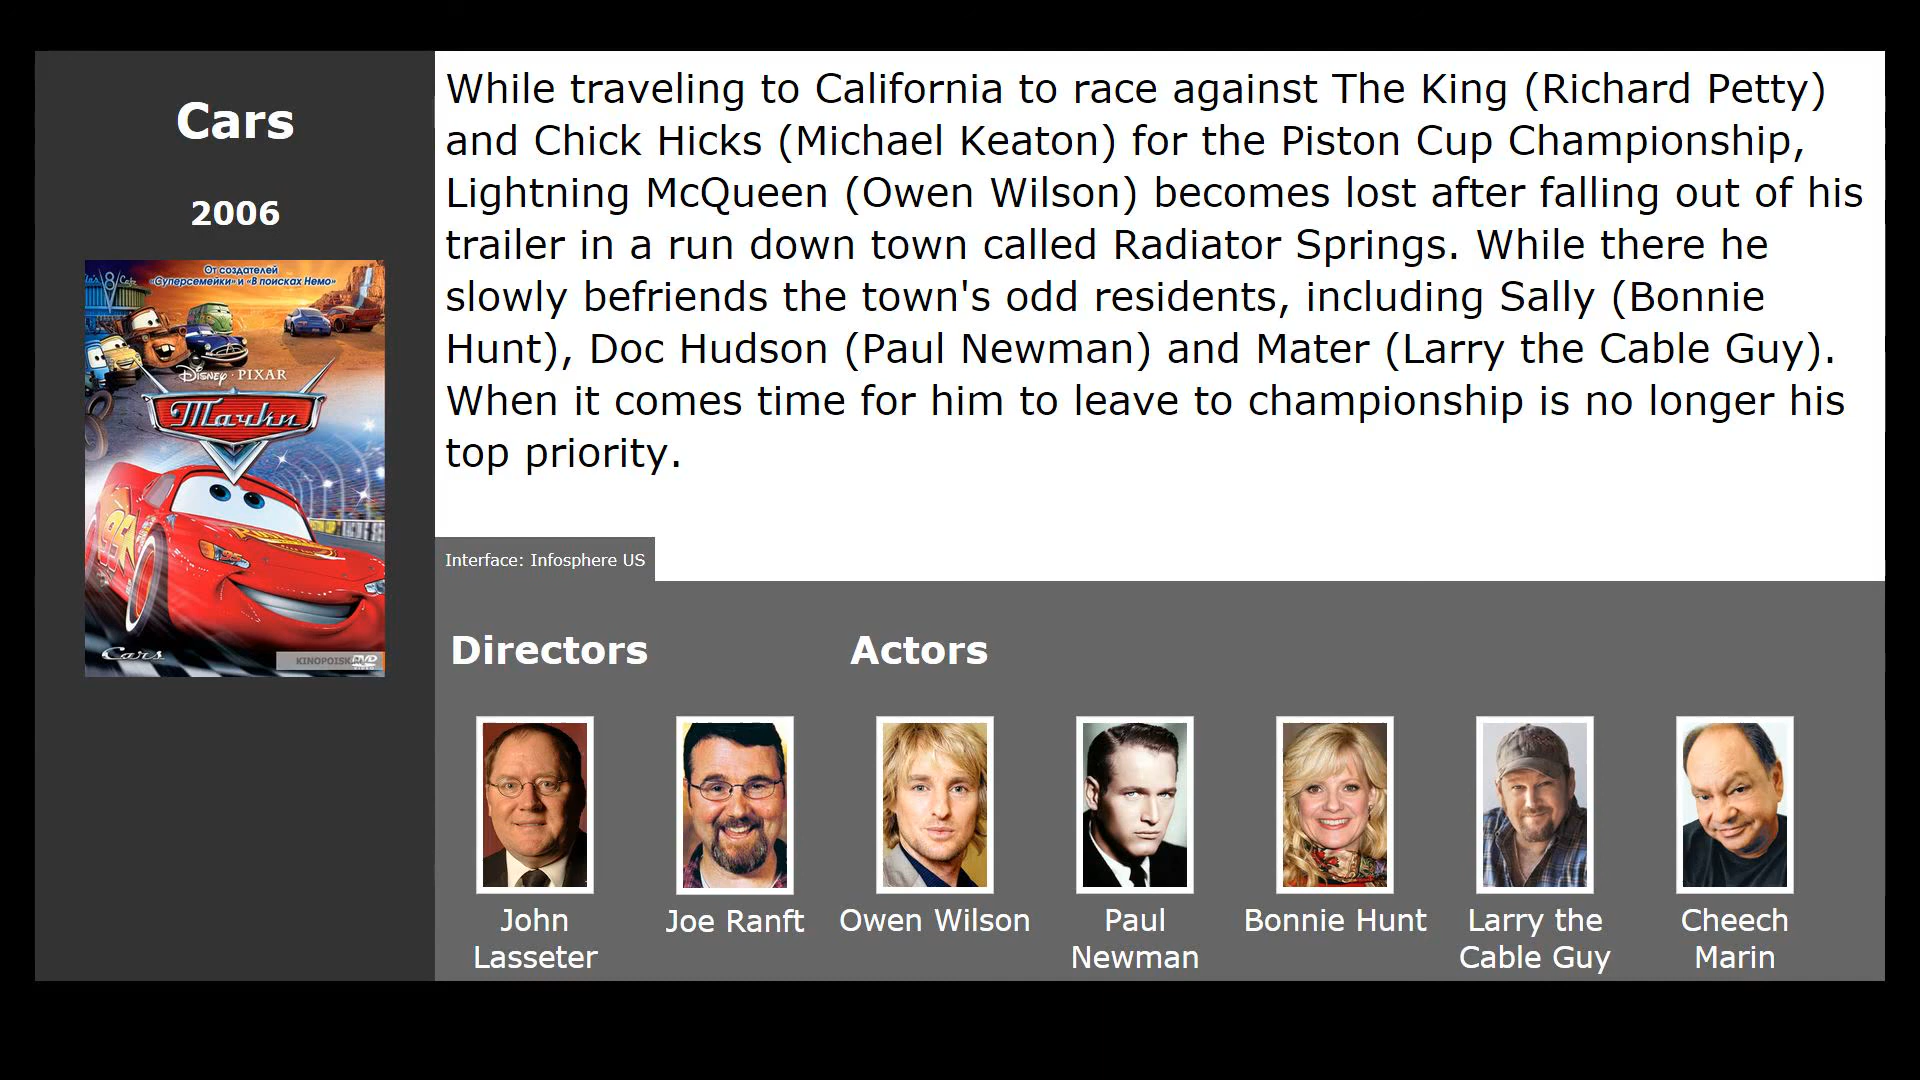 Cars
2006
От создателей
«Суперсемейки» и «В поисках Немо»
DISNEY · PIXAR
Тачки
95
Cars
KINOPOISK
DVD
While traveling to California to race against The King (Richard Petty)
and Chick Hicks (Michael Keaton) for the Piston Cup Championship,
Lightning McQueen (Owen Wilson) becomes lost after falling out of his
trailer in a run down town called Radiator Springs. While there he
slowly befriends the town's odd residents, including Sally (Bonnie
Hunt), Doc Hudson (Paul Newman) and Mater (Larry the Cable Guy).
When it comes time for him to leave to championship is no longer his
top priority.
Interface: Infosphere US
Directors
Actors
John
Lasseter
Joe Ranft
Owen Wilson
Paul
Newman
Bonnie Hunt
Larry the
Cable Guy
Cheech
Marin